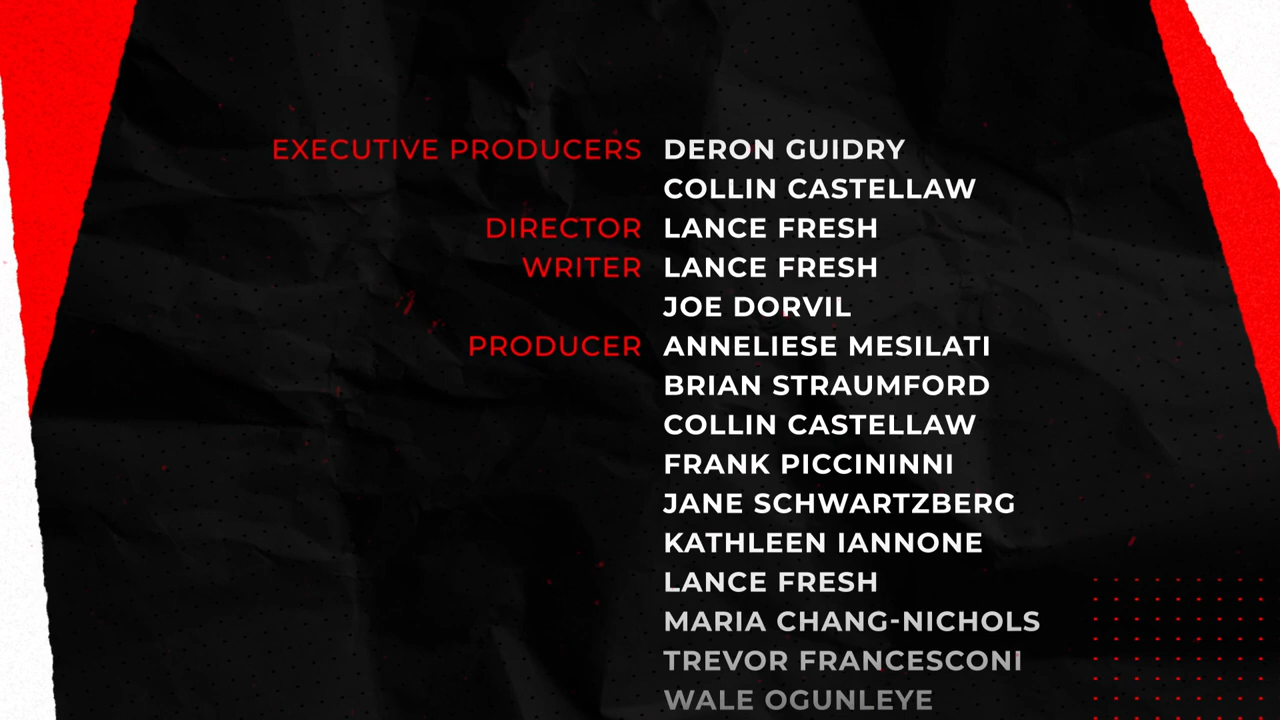 EXECUTIVE PRODUCERS DERON GUIDRY
COLLIN CASTELLAW
DIRECTOR LANCE FRESH
WRITER LANCE FRESH
JOE DORVIL
PRODUCER ANNELIESE MESILATI
BRIAN STRAUMFORD
COLLIN CASTELLAW
FRANK PICCININNI
JANE SCHWARTZBERG
KATHLEEN IANNONE
LANCE FRESH
MARIA CHANG-NICHOLS
TREVOR FRANCESCONI
WALE OGUNLEYE